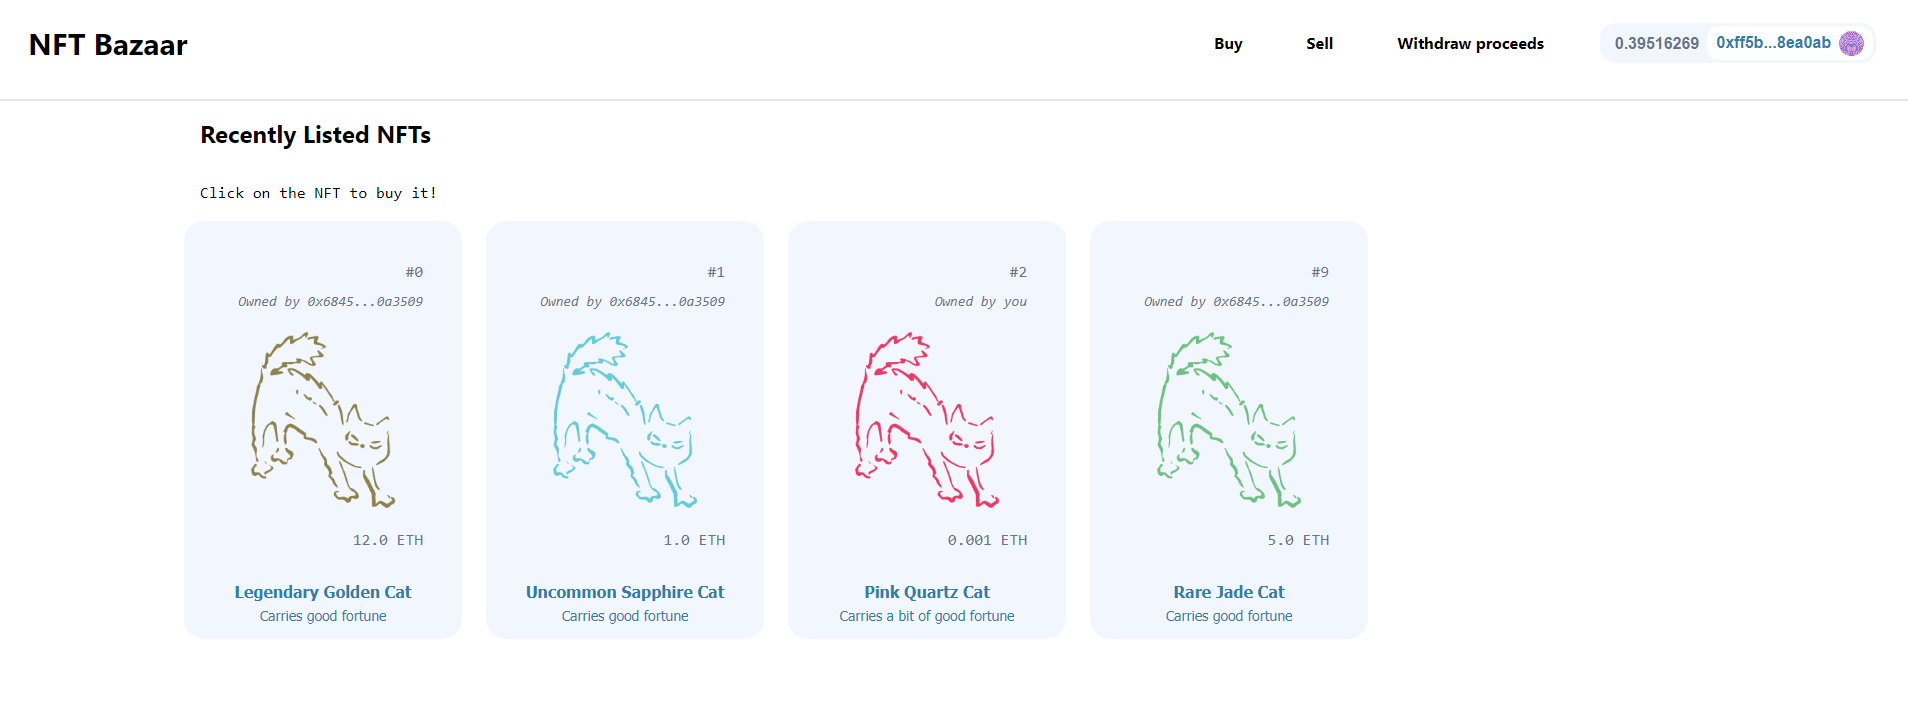 NFT Bazaar
Buy
Sell
Withdraw proceeds
0.39516269
0xff5b...8ea0ab
Recently Listed NFTs
Click on the NFT to buy it!
#0
Owned by 0x6845...0a3509
12.0 ETH
Legendary Golden Cat
Carries good fortune
#1
Owned by 0x6845...0a3509
1.0 ETH
Uncommon Sapphire Cat
Carries good fortune
#2
Owned by you
0.001 ETH
Pink Quartz Cat
Carries a bit of good fortune
#9
Owned by 0x6845...0a3509
5.0 ETH
Rare Jade Cat
Carries good fortune